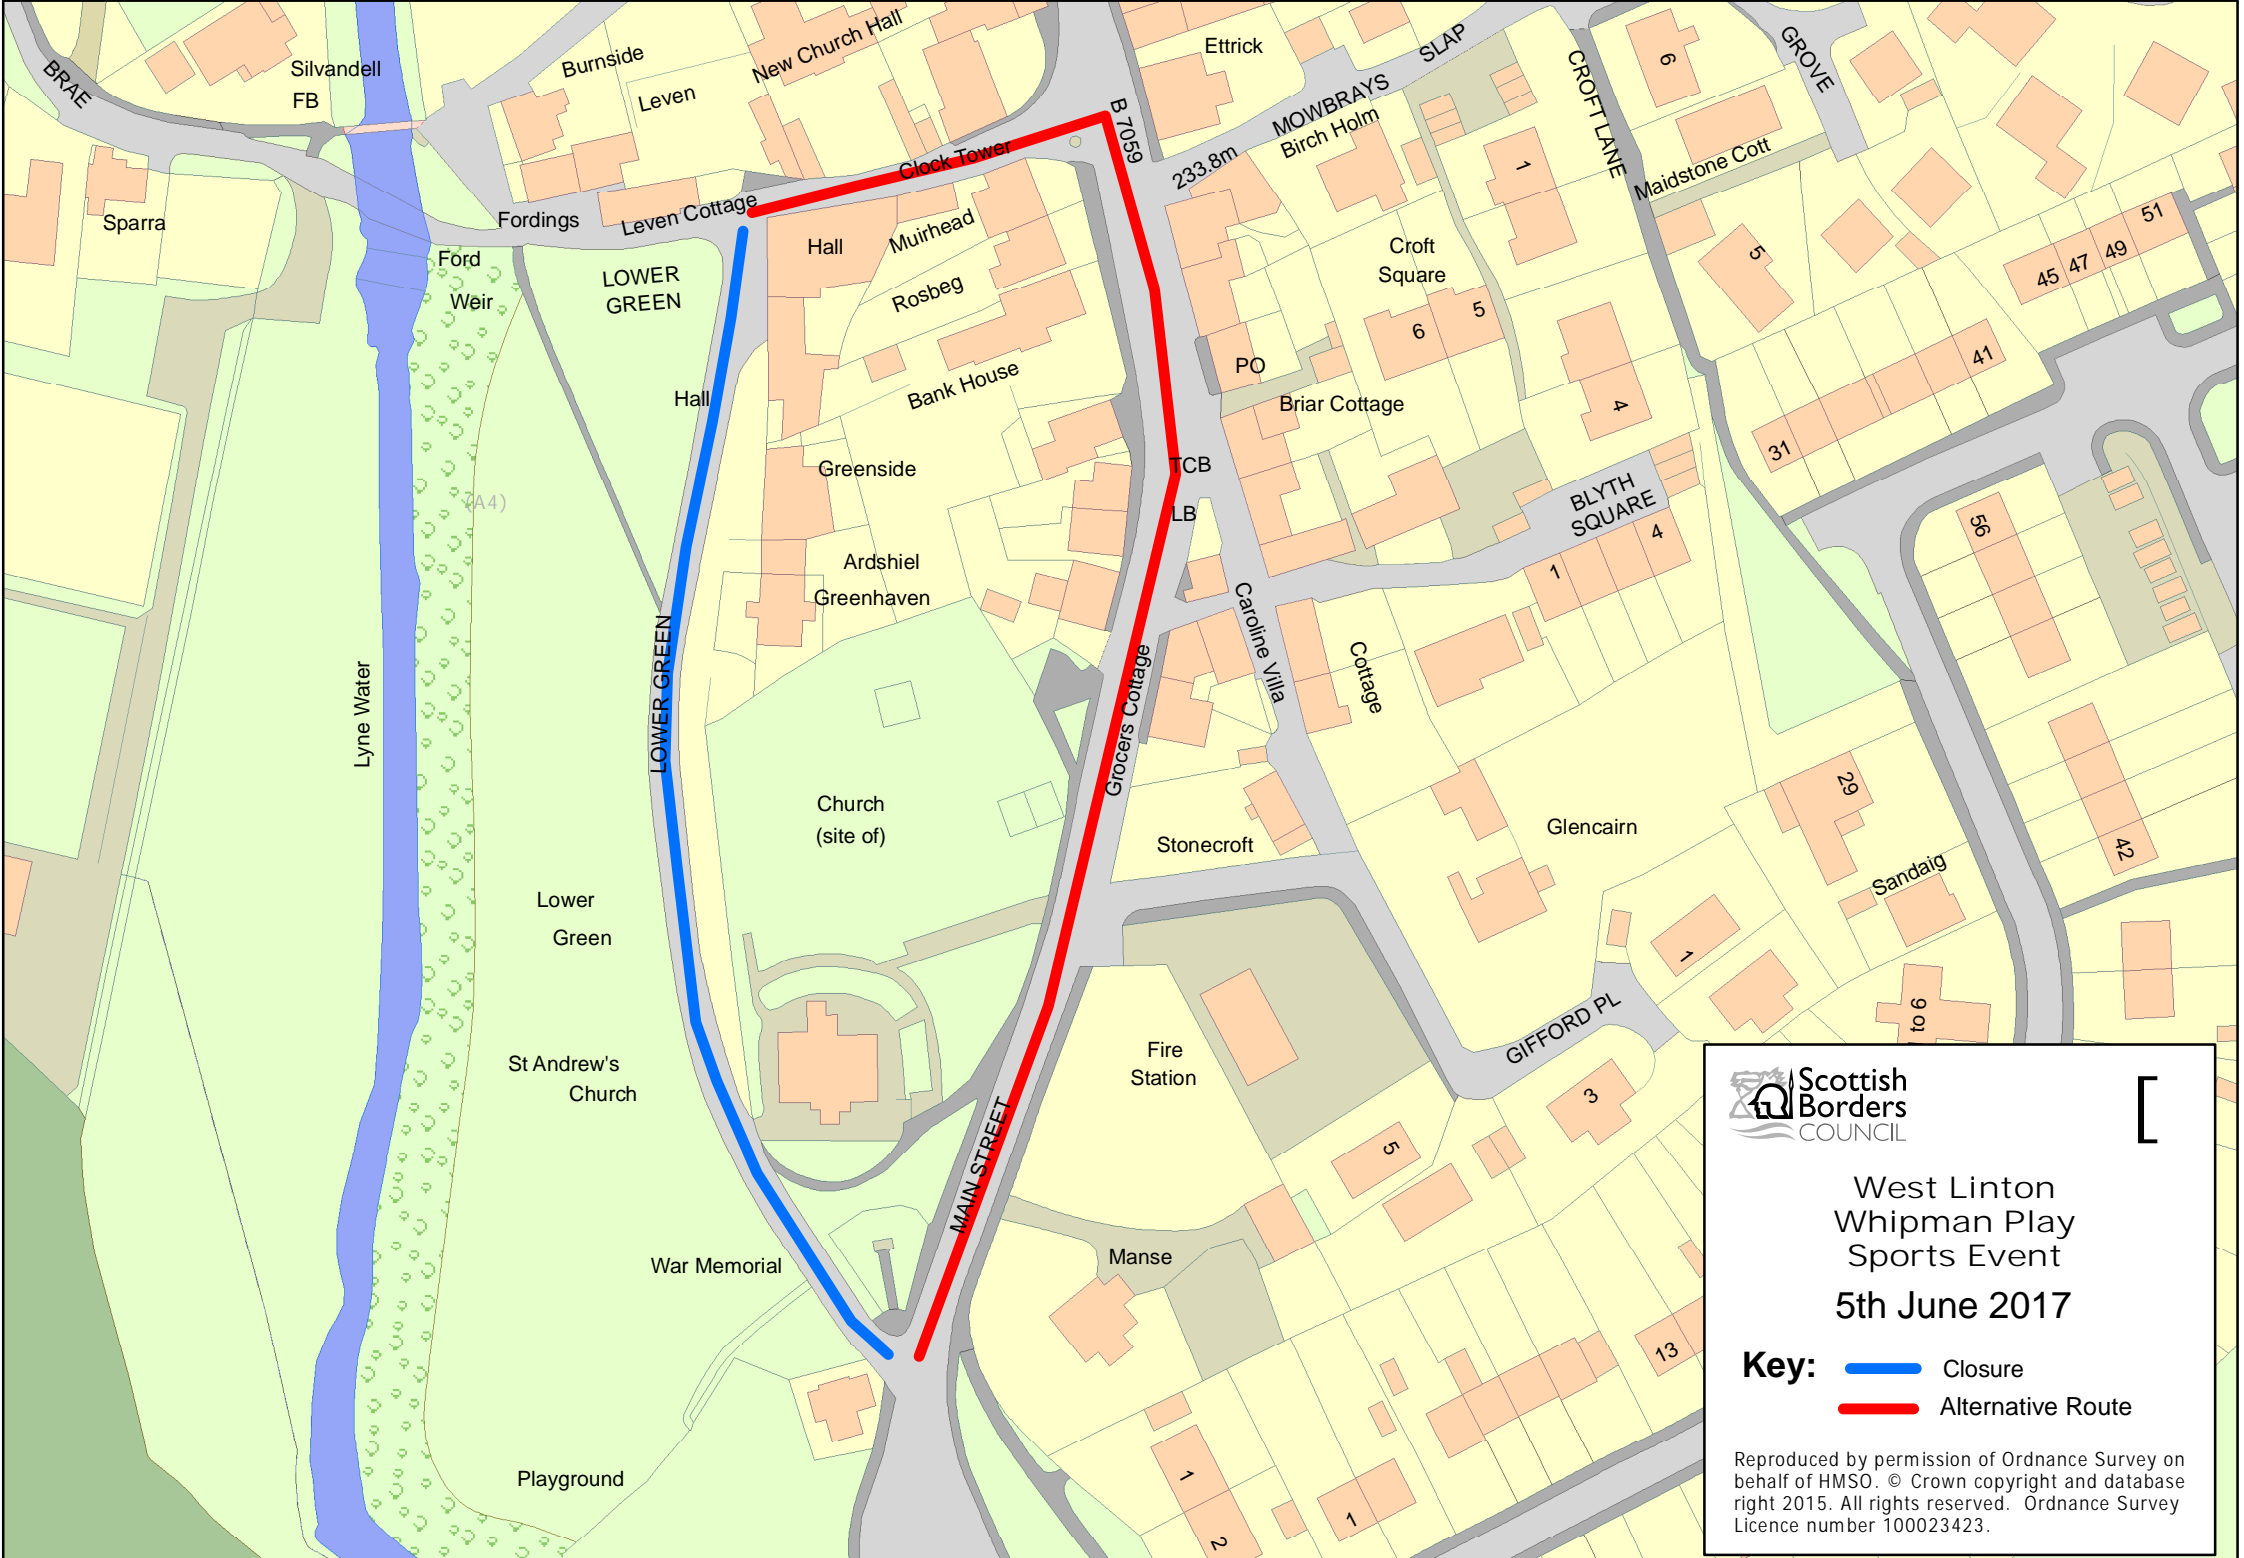 BRAE
Silvandell
FB
Burnside
Leven
New Church Hall
Ettrick
MOWBRAYS SLAP
Birch Holm
233.8m
B 7059
CROFT LANE
GROVE
6
1
Maidstone Cott
Sparra
Fordings
Leven Cottage
Clock Tower
Ford
Weir
LOWER
GREEN
Hall
Muirhead
Rosbeg
Bank House
Hall
Croft
Square
6
5
5
51
49
47
45
41
31
PO
Briar Cottage
4
TCB
LB
Greenside
(A4)
Ardshiel
Greenhaven
BLYTH
SQUARE
1
4
56
Caroline Villa
Cottage
Grocers Cottage
LOWER GREEN
Lyne Water
Church
(site of)
Stonecroft
Glencairn
29
42
Sandaig
1
Lower
Green
St Andrew's
Church
Fire
Station
GIFFORD PL
to 6
3
5
MAIN STREET
War Memorial
Manse
13
Playground
1
2
1
Scottish
Borders
COUNCIL
[
West Linton
Whipman Play
Sports Event
5th June 2017
Key:
Closure
Alternative Route
Reproduced by permission of Ordnance Survey on
behalf of HMSO. © Crown copyright and database
right 2015. All rights reserved. Ordnance Survey
Licence number 100023423.